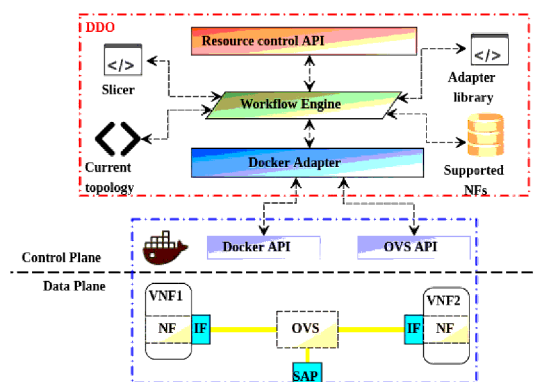 DDO
Resource control API
</>
Slicer
</>
Adapter
library
Workflow Engine
Current
topology
Docker Adapter
Supported
NFs
Docker API
OVS API
Control Plane
Data Plane
VNF1
NF
IF
OVS
IF
VNF2
NF
SAP